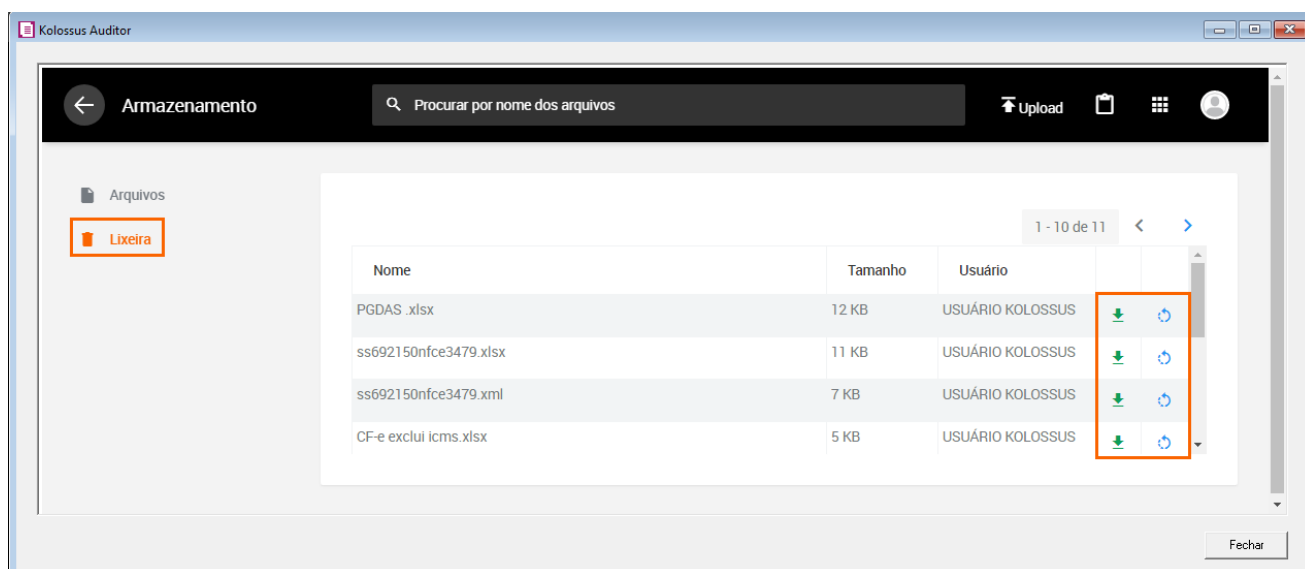 Kolossus Auditor
Armazenamento Procurar por nome dos arquivos Upload
Arquivos
Lixeira
1 - 10 de 11
Nome Tamanho Usuário
PGDAS .xlsx 12 KB USUÁRIO KOLOSSUS
ss692150nfce3479.xlsx 11 KB USUÁRIO KOLOSSUS
ss692150nfce3479.xml 7 KB USUÁRIO KOLOSSUS
CF-e exclui icms.xlsx 5 KB USUÁRIO KOLOSSUS
Fechar